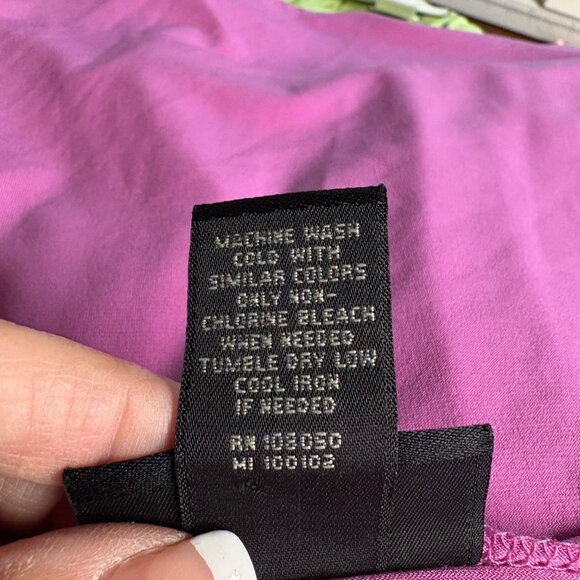 MACHINE WASH
COLD WITH
SIMILAR COLORS
ONLY NON-
CHLORINE BLEACH
WHEN NEEDED
TUMBLE DRY LOW
COOL IRON
IF NEEDED
RN 108050
MI 100102